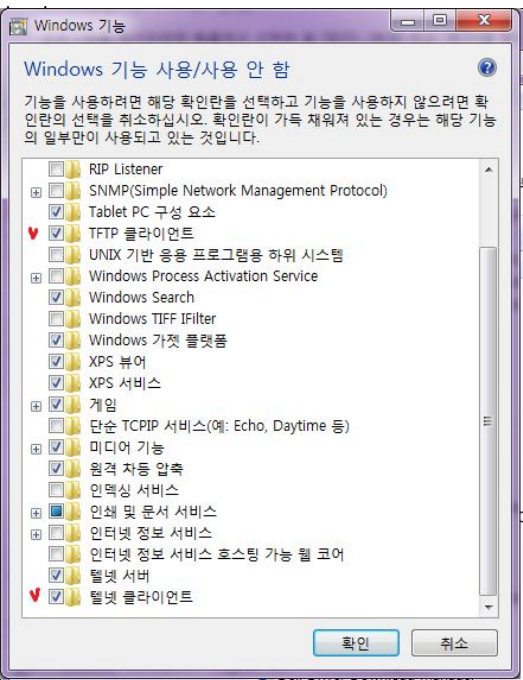 Windows 기능
Windows 기능 사용/사용 안 함
기능을 사용하려면 해당 확인란을 선택하고 기능을 사용하지 않으려면 확
인란의 선택을 취소하십시오. 확인란이 가득 채워져 있는 경우는 해당 기능
의 일부만이 사용되고 있는 것입니다.
RIP Listener
SNMP(Simple Network Management Protocol)
Tablet PC 구성 요소
TFTP 클라이언트
UNIX 기반 응용 프로그램용 하위 시스템
Windows Process Activation Service
Windows Search
Windows TIFF IFilter
Windows 가젯 플랫폼
XPS 뷰어
XPS 서비스
게임
단순 TCPIP 서비스(예: Echo, Daytime 등)
미디어 기능
원격 차등 압축
인덱싱 서비스
인쇄 및 문서 서비스
인터넷 정보 서비스
인터넷 정보 서비스 호스팅 가능 웹 코어
텔넷 서버
텔넷 클라이언트
확인
취소